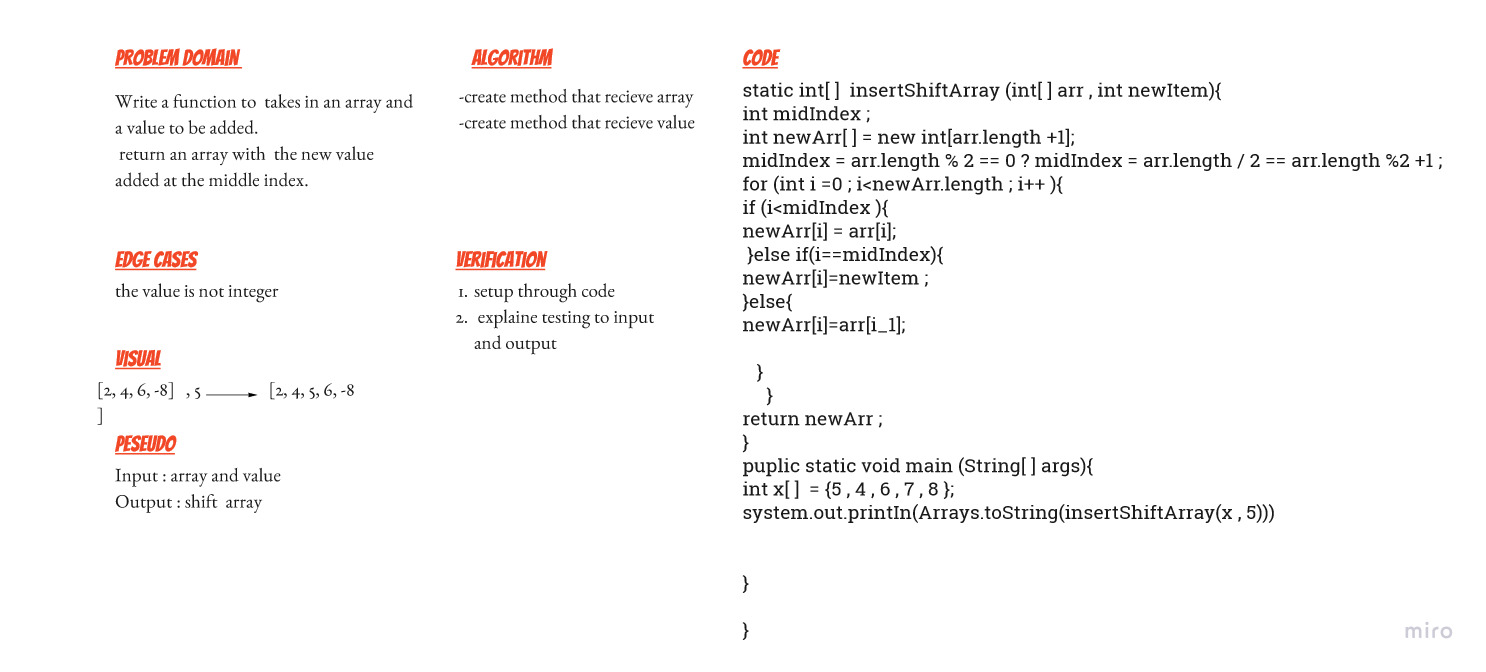 PROBLEM DOMAIN
Write a function to takes in an array and
a value to be added.
return an array with the new value
added at the middle index.
EDGE CASES
the value is not integer
VISUAL
[2, 4, 6, -8] , 5 [2, 4, 5, 6, -8
]
PESEUDO
Input : array and value
Output : shift array
ALGORITHM
-create method that recieve array
-create method that recieve value
VERIFICATION
1. setup through code
2. explaine testing to input
and output
CODE
static int[ ] insertShiftArray (int[ ] arr , int newItem){
int midIndex ;
int newArr[ ] = new int[arr.length +1];
midIndex = arr.length % 2 == 0 ? midIndex = arr.length / 2 == arr.length %2 +1 ;
for (int i =0 ; i<newArr.length ; i++ ){
if (i<midIndex ){
newArr[i] = arr[i];
}else if(i==midIndex){
newArr[i]=newItem ;
}else{
newArr[i]=arr[i_1];
}
}
return newArr ;
}
puplic static void main (String[ ] args){
int x[ ] = {5 , 4 , 6 , 7 , 8 };
system.out.printIn(Arrays.toString(insertShiftArray(x , 5)))
}
}
miro